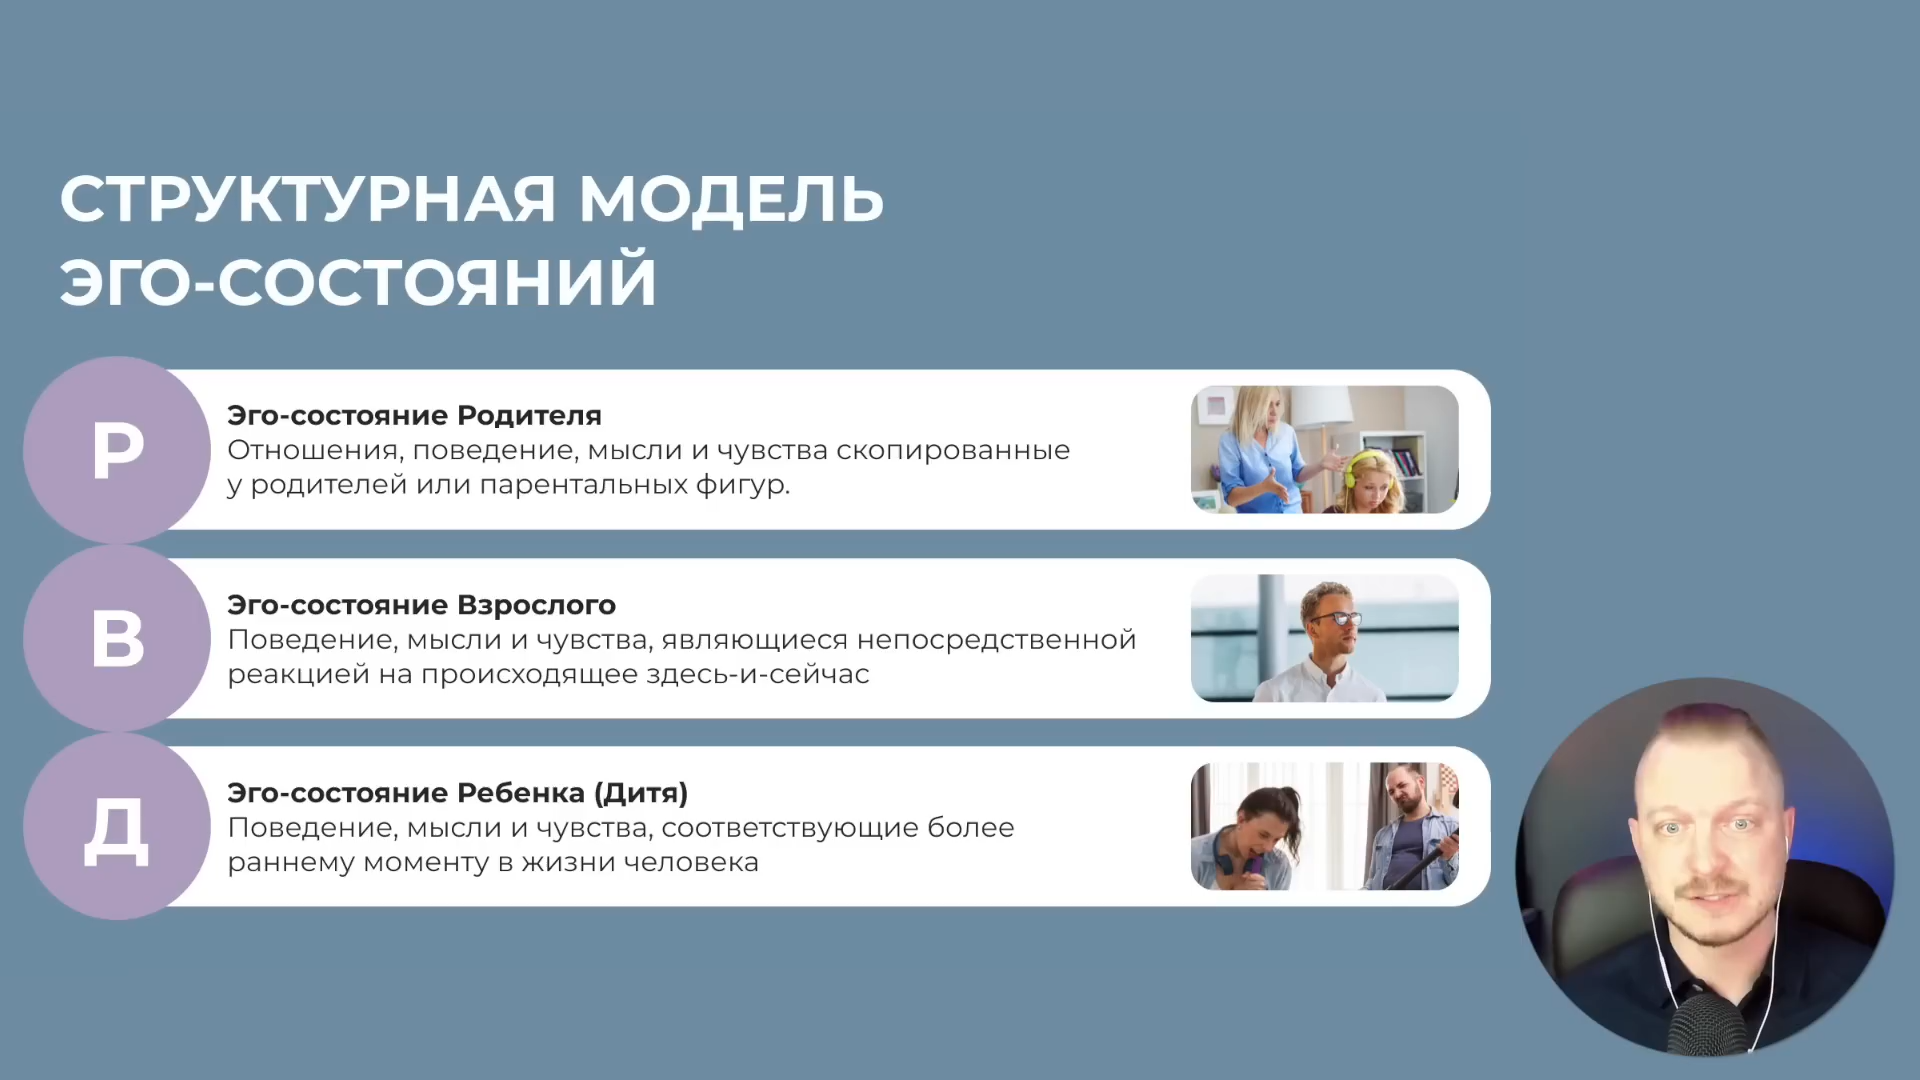 СТРУКТУРНАЯ МОДЕЛЬ
ЭГО-СОСТОЯНИЙ
Р
Эго-состояние Родителя
Отношения, поведение, мысли и чувства скопированные
у родителей или парентальных фигур.
В
Эго-состояние Взрослого
Поведение, мысли и чувства, являющиеся непосредственной
реакцией на происходящее здесь-и-сейчас
Д
Эго-состояние Ребенка (Дитя)
Поведение, мысли и чувства, соответствующие более
раннему моменту в жизни человека